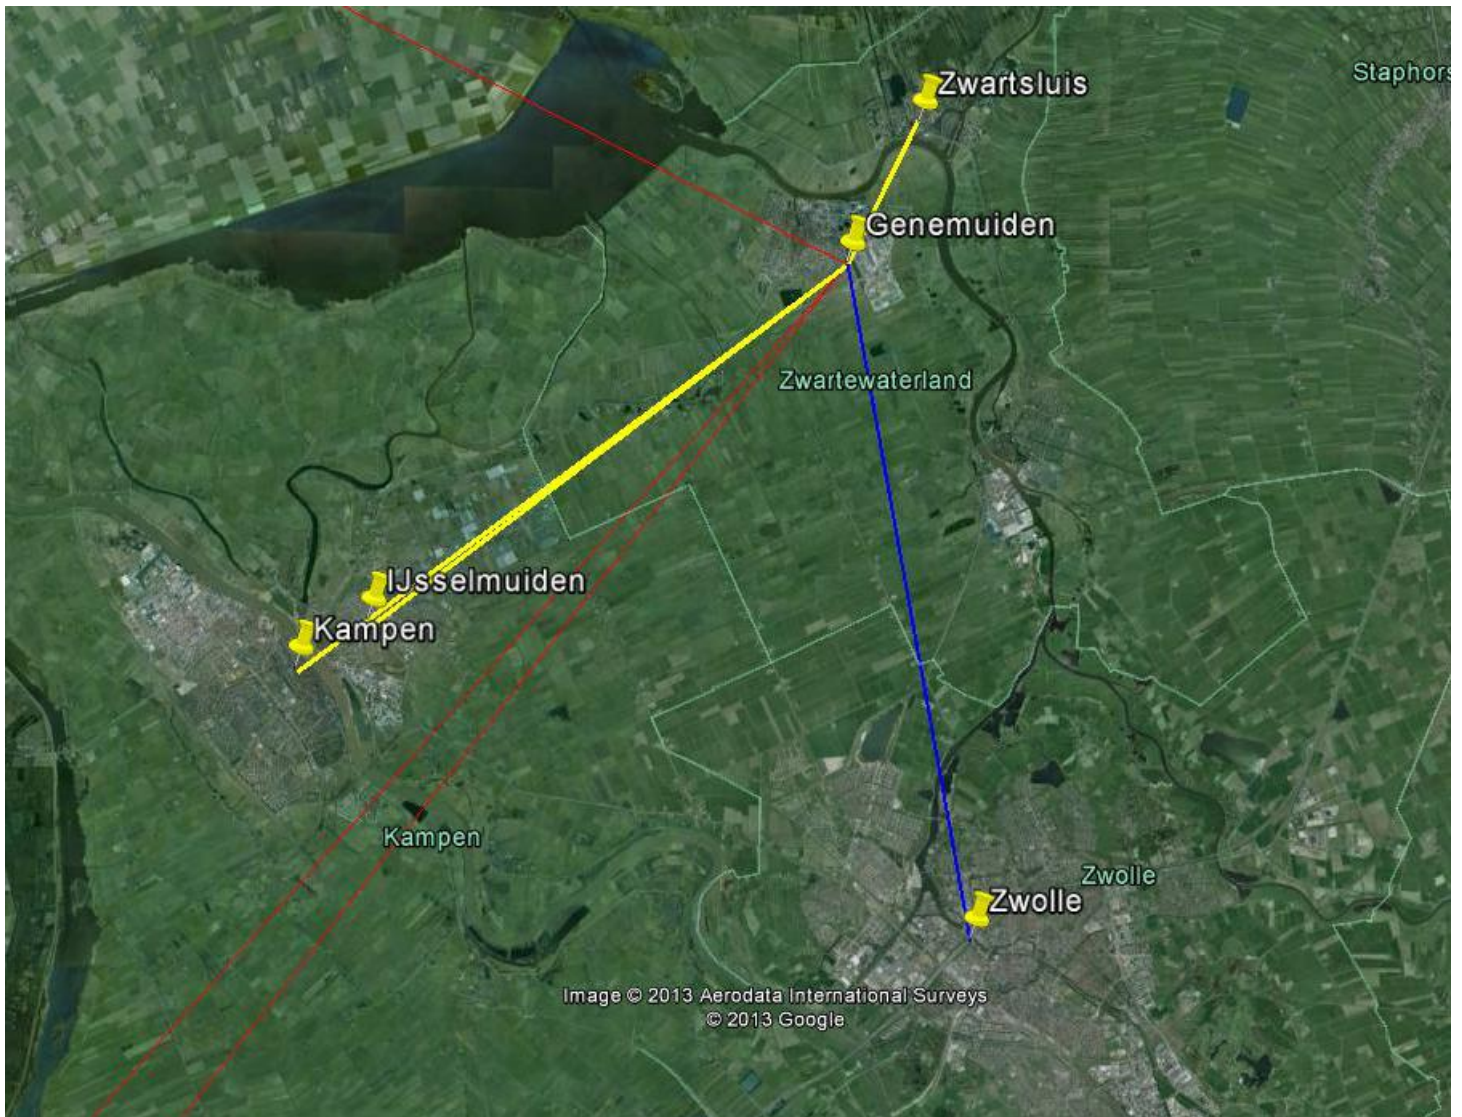 Zwartsluis
Staphors
Genemuiden
Zwartewaterland
IJsselmuiden
Kampen
Kampen
Zwolle
Zwolle
Image © 2013 Aerodata International Surveys
© 2013 Google